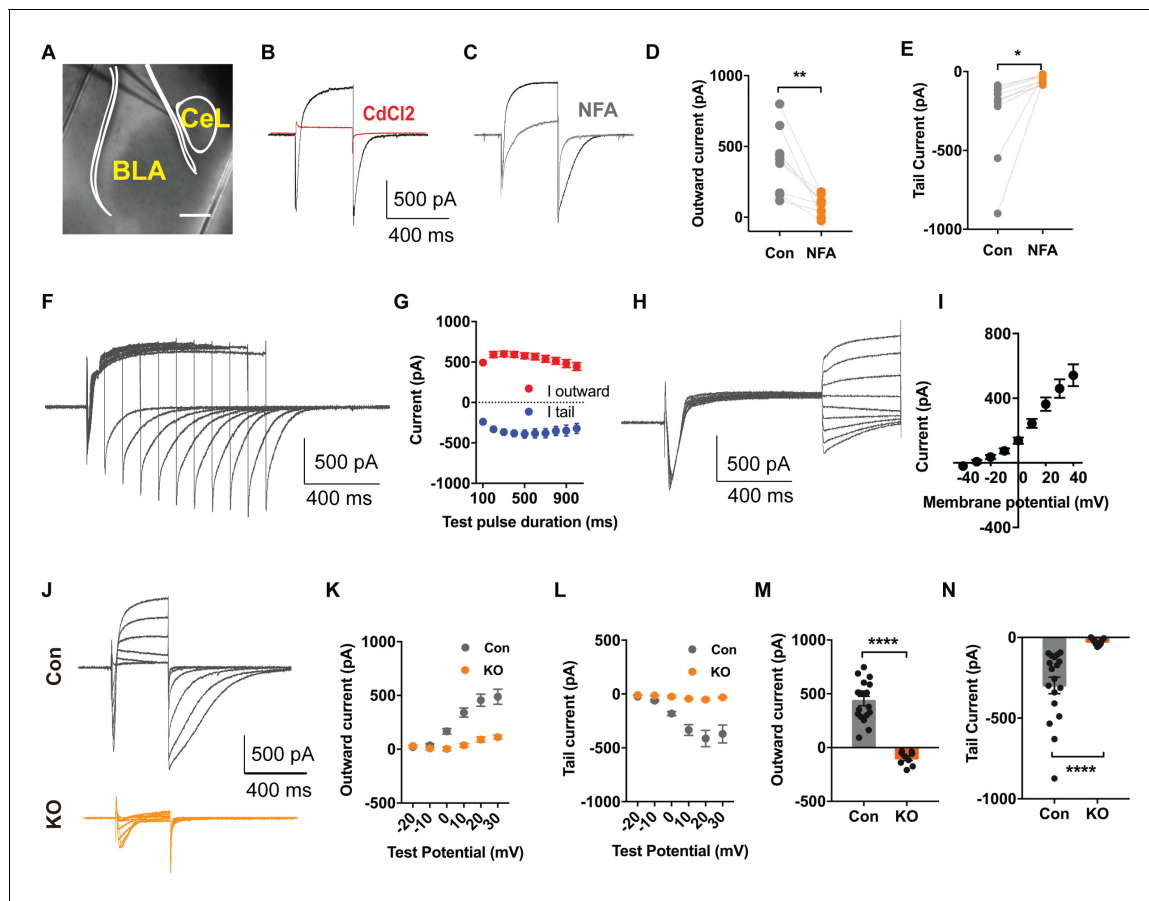 A
CeL
BLA
B
CdCl2
500 pA
400 ms
C
NFA
D
**
Outward current (pA)
1000
500
0
Con NFA
E
*
Tail Current (pA)
0
-500
-1000
Con NFA
F
500 pA
400 ms
G
Current (pA)
1000
500
0
-500
-1000
I outward
I tail
100 500 900
Test pulse duration (ms)
H
500 pA
400 ms
I
Current (pA)
800
400
-400
-40 -20 0 20 40
Membrane potential (mV)
J
Con
500 pA
400 ms
KO
K
Outward current (pA)
1000
500
0
-500
Con
KO
-20 -10 0 10 20 30
Test Potential (mV)
L
Tail current (pA)
500
0
-500
-1000
Con
KO
-20 -10 0 10 20 30
Test Potential (mV)
M
****
Outward current (pA)
1000
500
0
-500
Con KO
N
Tail Current (pA)
0
-500
-1000
****
Con KO